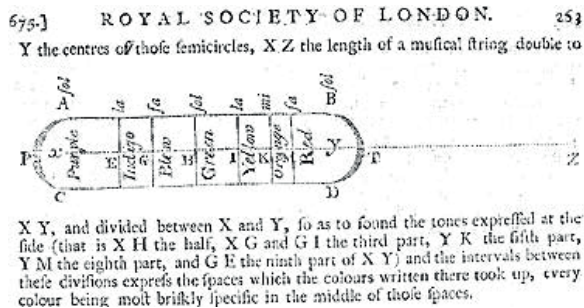 675.] ROYAL SOCIETY OF LONDON. 263
Y the centres of thoſe ſemicircles, X Z the length of a muſical ſtring double to
ſol la fa ſol la mi fa ſol
A B
P x Purple E Indego Blew H Green I Yellow K Orange Red y T Z
C D
X Y, and divided between X and Y, ſo as to ſound the tones expreſſed at the
ſide (that is X H the half, X G and G I the third part, Y K the fifth part,
Y M the eighth part, and G E the ninth part of X Y) and the intervals between
theſe diviſions expreſs the ſpaces which the colours written there took up, every
colour being moſt briſkly ſpecific in the middle of thoſe ſpaces.